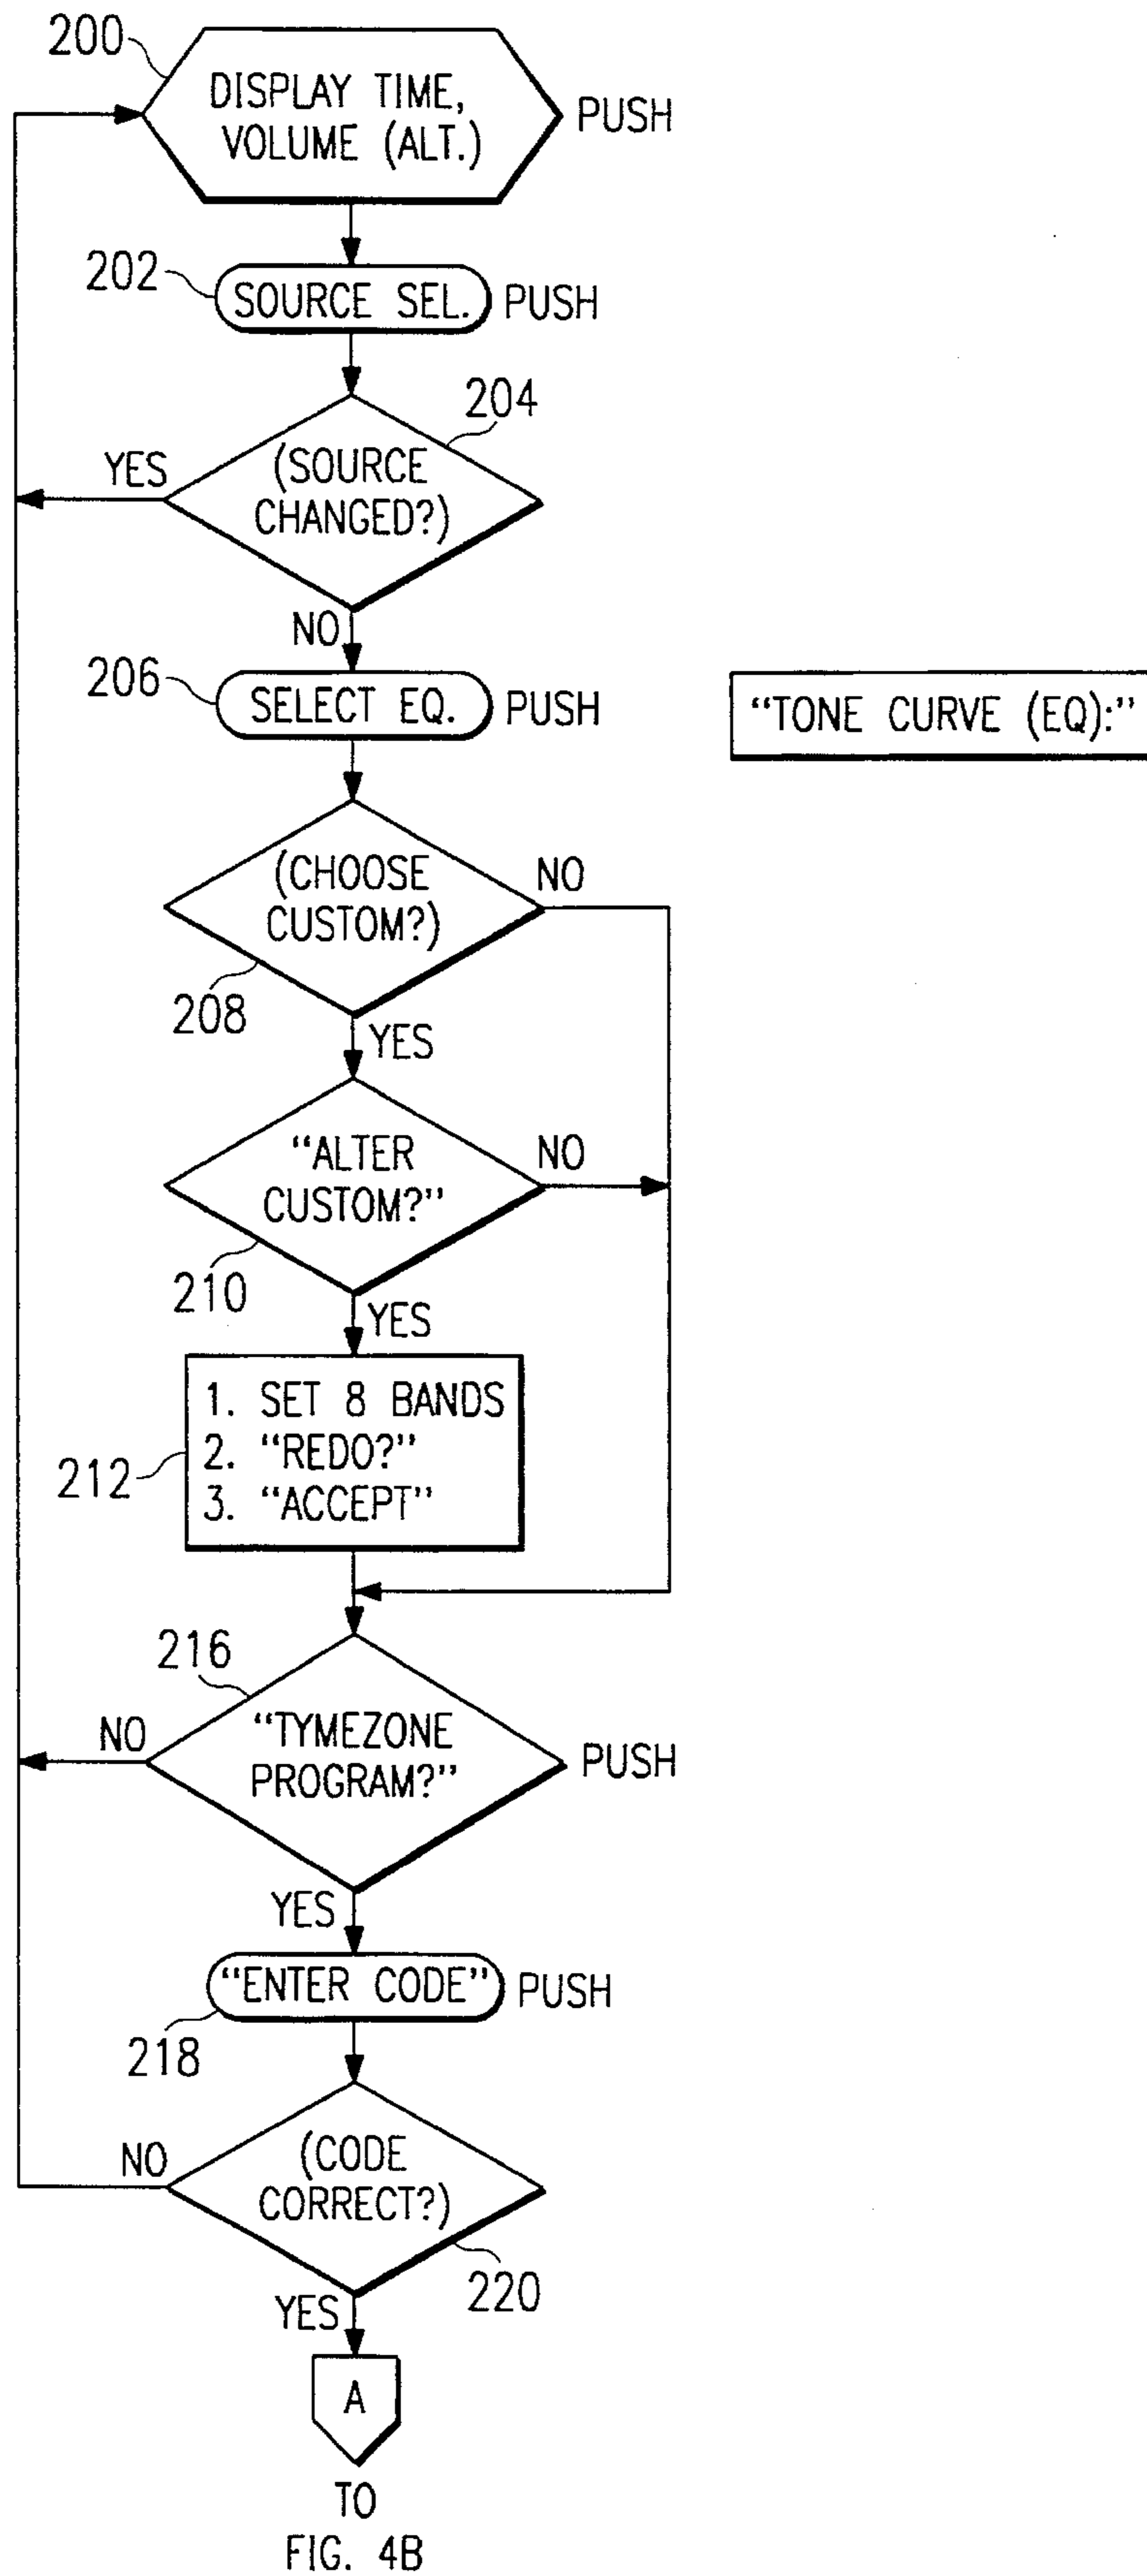 200
DISPLAY TIME,
VOLUME (ALT.)
PUSH
202
SOURCE SEL.
PUSH
204
(SOURCE
CHANGED?)
YES
NO
206
SELECT EQ.
PUSH
"TONE CURVE (EQ):"
(CHOOSE
CUSTOM?)
NO
208
YES
"ALTER
CUSTOM?"
NO
210
YES
212
1. SET 8 BANDS
2. "REDO?"
3. "ACCEPT"
216
"TYMEZONE
PROGRAM?"
NO
PUSH
YES
"ENTER CODE"
PUSH
218
(CODE
CORRECT?)
NO
220
YES
A
TO
FIG. 4B